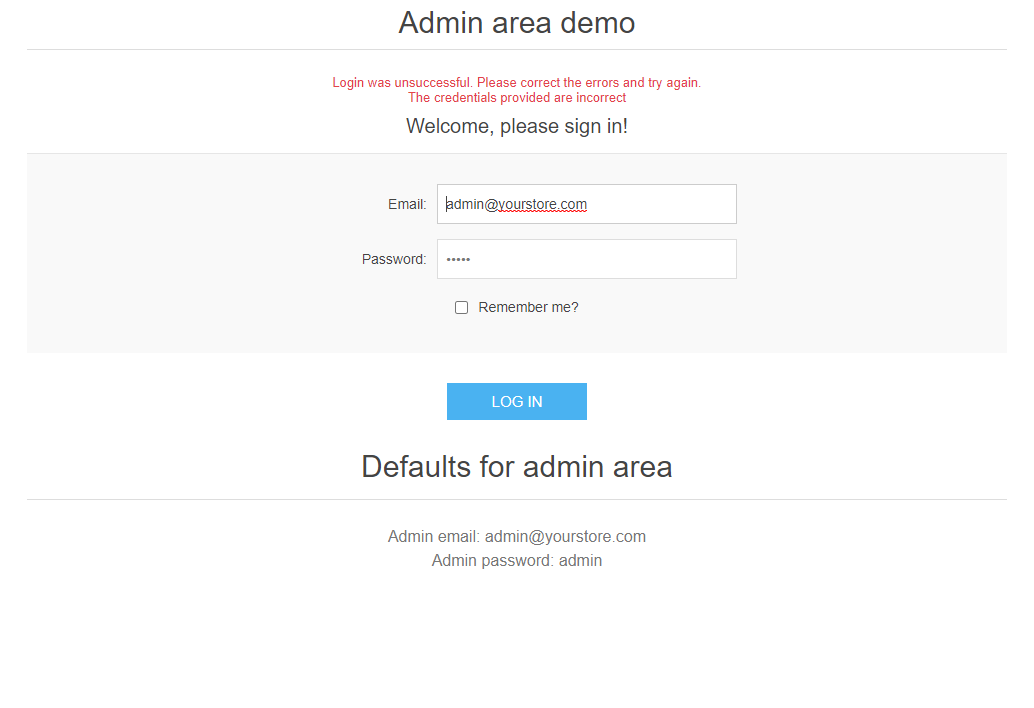 Admin area demo
Login was unsuccessful. Please correct the errors and try again.
The credentials provided are incorrect
Welcome, please sign in!
Email: admin@yourstore.com
Password: •••••
Remember me?
LOG IN
Defaults for admin area
Admin email: admin@yourstore.com
Admin password: admin